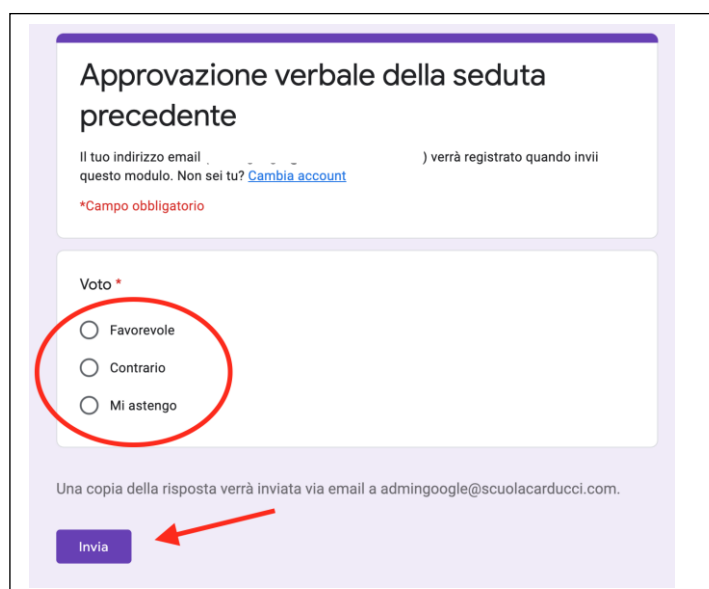 Approvazione verbale della seduta
precedente
Il tuo indirizzo email ) verrà registrato quando invii
questo modulo. Non sei tu? Cambia account
*Campo obbligatorio
Voto *
Favorevole
Contrario
Mi astengo
Una copia della risposta verrà inviata via email a admingoogle@scuolacarducci.com.
Invia